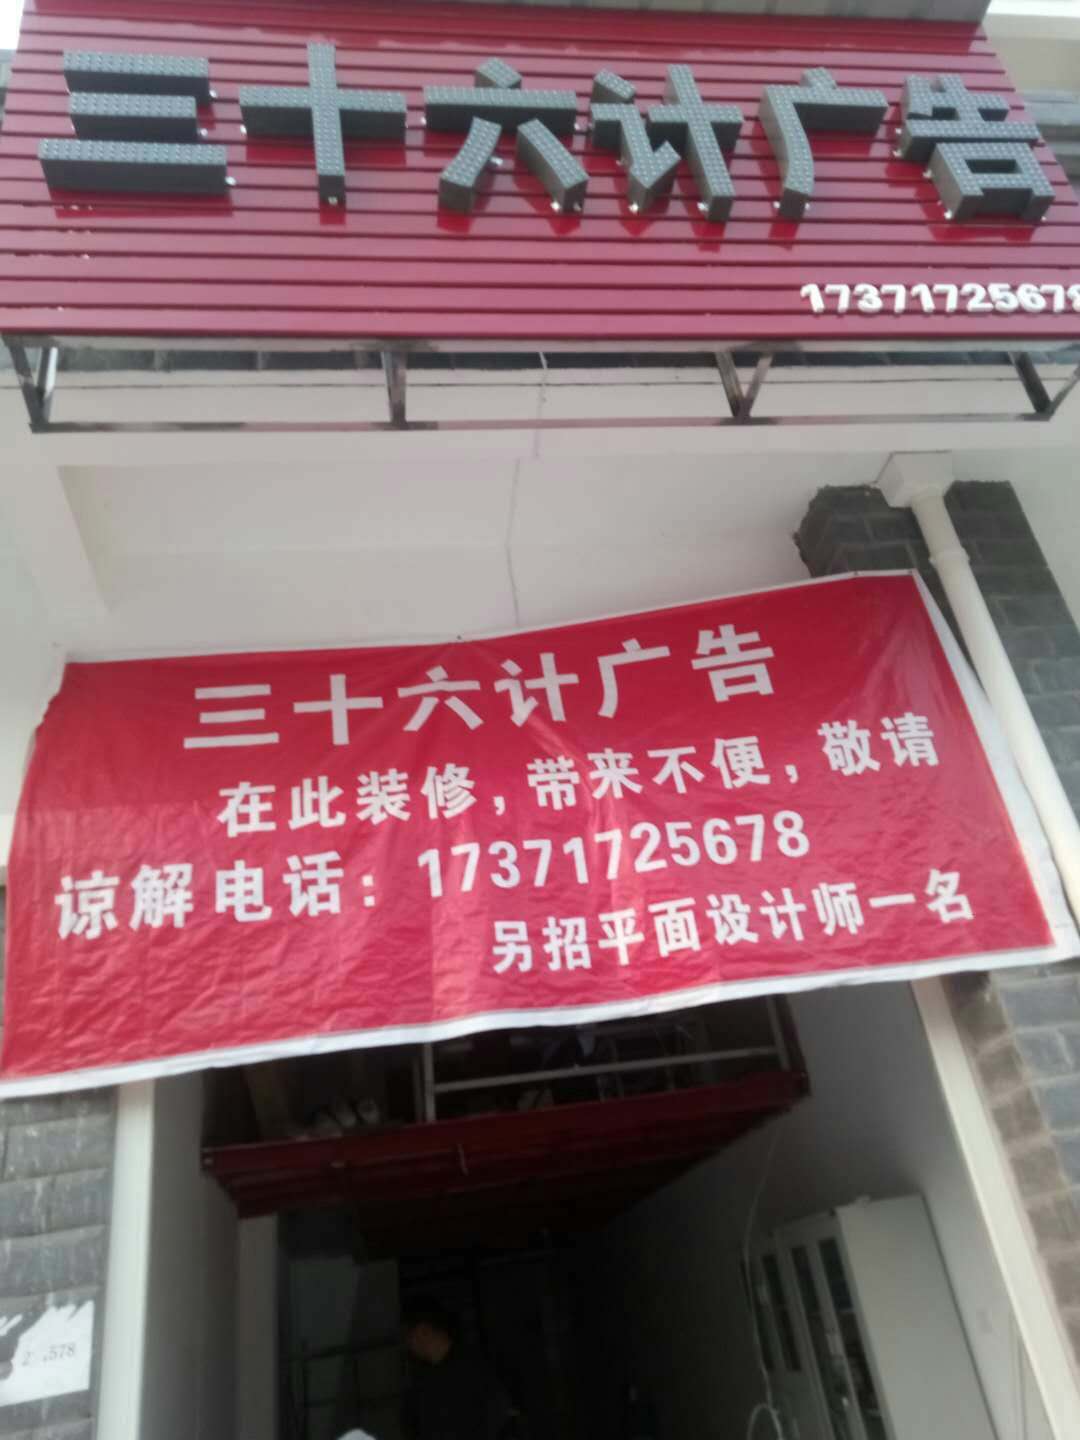 三十六计广告
17371725678
三十六计广告
在此装修，带来不便，敬请
谅解电话：17371725678
另招平面设计师一名